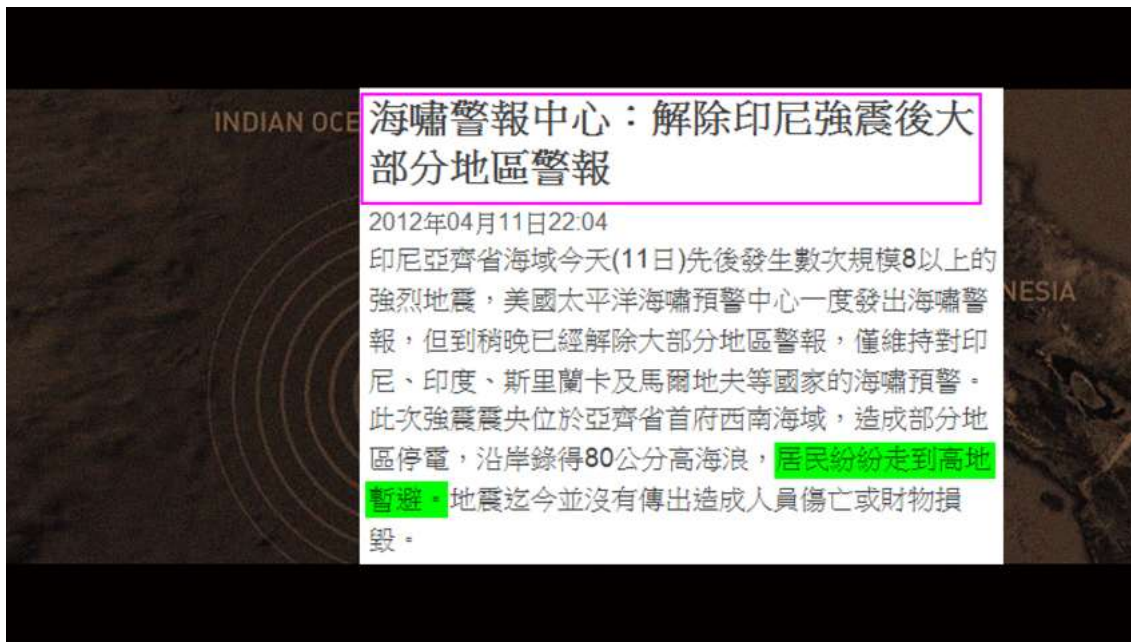 INDIAN OCE
海嘯警報中心：解除印尼強震後大
部分地區警報
2012年04月11日22:04
印尼亞齊省海域今天(11日)先後發生數次規模8以上的
強烈地震，美國太平洋海嘯預警中心一度發出海嘯警
NESIA
報，但到稍晚已經解除大部分地區警報，僅維持對印
尼、印度、斯里蘭卡及馬爾地夫等國家的海嘯預警。
此次強震震央位於亞齊省首府西南海域，造成部分地
區停電，沿岸錄得80公分高海浪，居民紛紛走到高地
暫避。地震迄今並沒有傳出造成人員傷亡或財物損
毀。